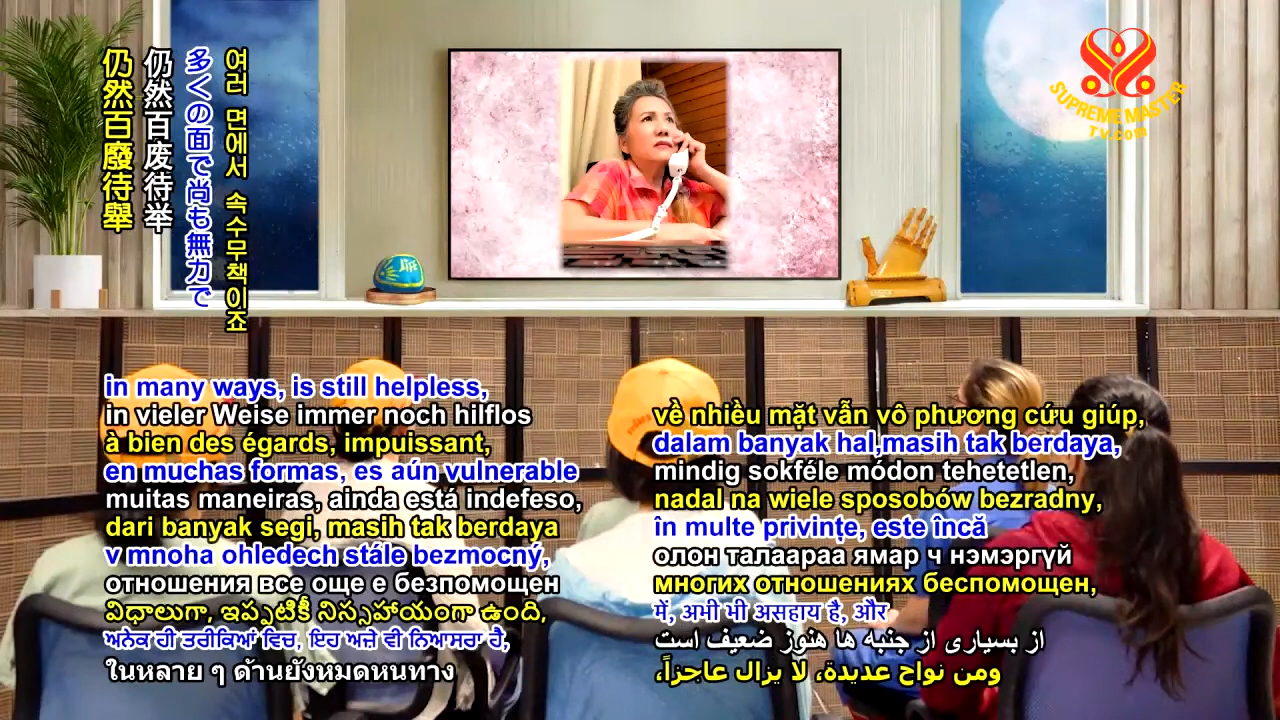 仍然百廢待舉
仍然百废待举
多くの面で尚も無力で
여러 면에서 속수무책이죠
SUPREME MASTER
TV.com
in many ways, is still helpless,
in vieler Weise immer noch hilflos
à bien des égards, impuissant,
en muchas formas, es aún vulnerable
muitas maneiras, ainda está indefeso,
dari banyak segi, masih tak berdaya
v mnoha ohledech stále bezmocný,
отношения все още е безпомощен
విధాలుగా, ఇప్పటికీ నిస్సహాయంగా ఉంది,
ਅਨੇਕ ਹੀ ਤਰੀਕਿਆਂ ਵਿਚ, ਇਹ ਅਜੇ ਵੀ ਨਿਆਸਰਾ ਹੈ,
ในหลาย ๆ ด้านยังหมดหนทาง
về nhiều mặt vẫn vô phương cứu giúp,
dalam banyak hal,masih tak berdaya,
mindig sokféle módon tehetetlen,
nadal na wiele sposobów bezradny,
în multe privințe, este încă
олон талаараа ямар ч нэмэргүй
многих отношениях беспомощен,
में, अभी भी असहाय है, और
از بسیاری از جنبه ها هنوز ضعیف است
ومن نواح عديدة، لا يزال عاجزاً،